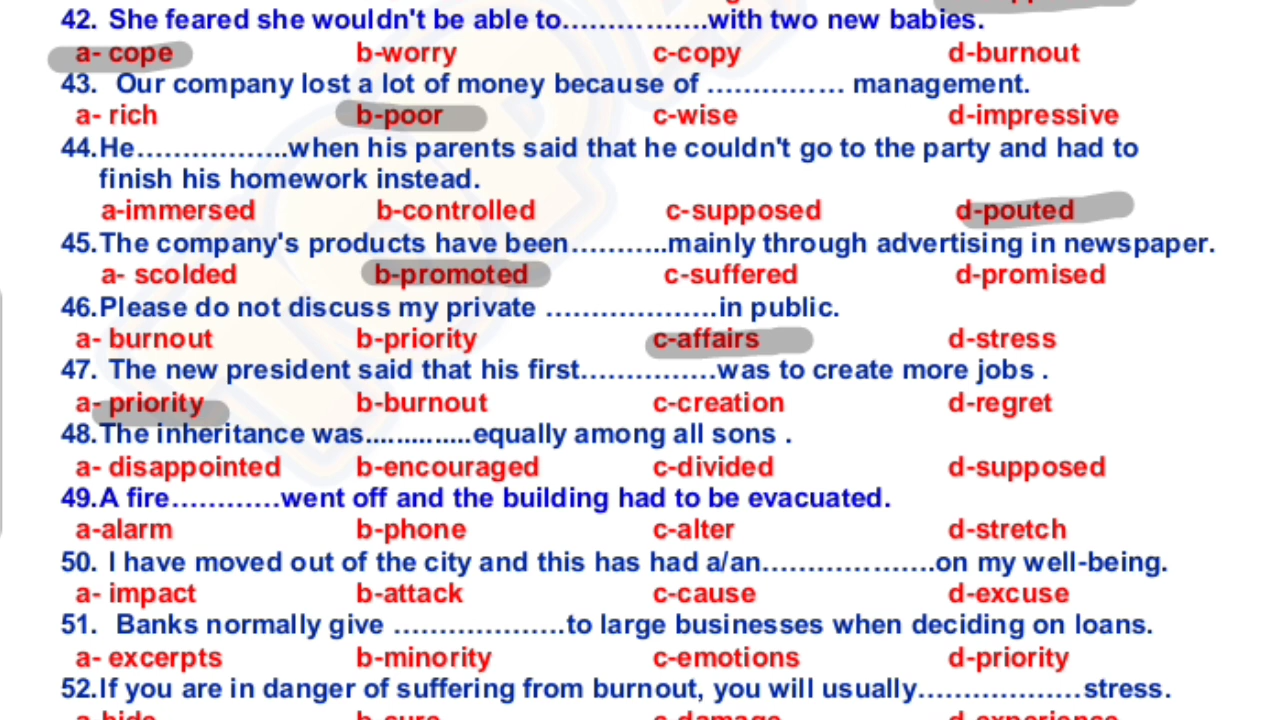 42. She feared she wouldn't be able to................with two new babies.
a- cope b-worry c-copy d-burnout
43. Our company lost a lot of money because of ............... management.
a- rich b-poor c-wise d-impressive
44.He.................when his parents said that he couldn't go to the party and had to
finish his homework instead.
a-immersed b-controlled c-supposed d-pouted
45.The company's products have been...........mainly through advertising in newspaper.
a- scolded b-promoted c-suffered d-promised
46.Please do not discuss my private ...................in public.
a- burnout b-priority c-affairs d-stress
47. The new president said that his first...............was to create more jobs .
a- priority b-burnout c-creation d-regret
48.The inheritance was..............equally among all sons .
a- disappointed b-encouraged c-divided d-supposed
49.A fire............went off and the building had to be evacuated.
a-alarm b-phone c-alter d-stretch
50. I have moved out of the city and this has had a/an...................on my well-being.
a- impact b-attack c-cause d-excuse
51. Banks normally give ...................to large businesses when deciding on loans.
a- excerpts b-minority c-emotions d-priority
52.If you are in danger of suffering from burnout, you will usually..................stress.
a-hide b-cure c-damage d-experience